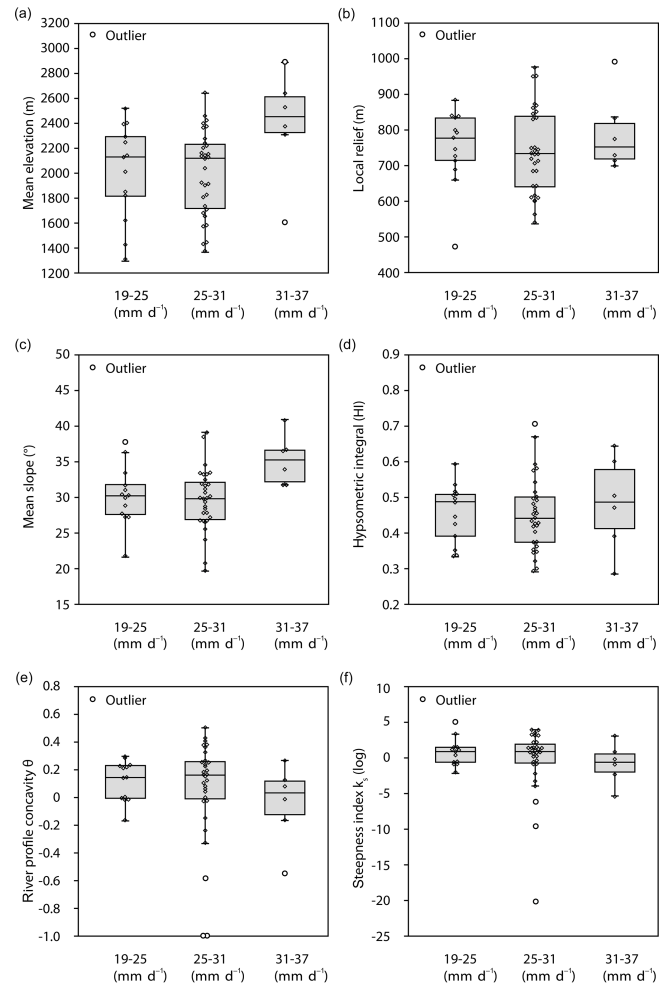 (a)
Outlier
Mean elevation (m)
3200
3000
2800
2600
2400
2200
2000
1800
1600
1400
1200
19-25
(mm d⁻¹)
25-31
(mm d⁻¹)
31-37
(mm d⁻¹)
(b)
Outlier
Local relief (m)
1100
1000
900
800
700
600
500
400
19-25
(mm d⁻¹)
25-31
(mm d⁻¹)
31-37
(mm d⁻¹)
(c)
Outlier
Mean slope (°)
50
45
40
35
30
25
20
15
19-25
(mm d⁻¹)
25-31
(mm d⁻¹)
31-37
(mm d⁻¹)
(d)
Outlier
Hypsometric integral (HI)
0.9
0.8
0.7
0.6
0.5
0.4
0.3
0.2
19-25
(mm d⁻¹)
25-31
(mm d⁻¹)
31-37
(mm d⁻¹)
(e)
Outlier
River profile concavity θ
0.8
0.6
0.4
0.2
0
-0.2
-0.4
-0.6
-0.8
-1.0
19-25
(mm d⁻¹)
25-31
(mm d⁻¹)
31-37
(mm d⁻¹)
(f)
Outlier
Steepness index kₛ (log)
10
5
0
-5
-10
-15
-20
-25
19-25
(mm d⁻¹)
25-31
(mm d⁻¹)
31-37
(mm d⁻¹)